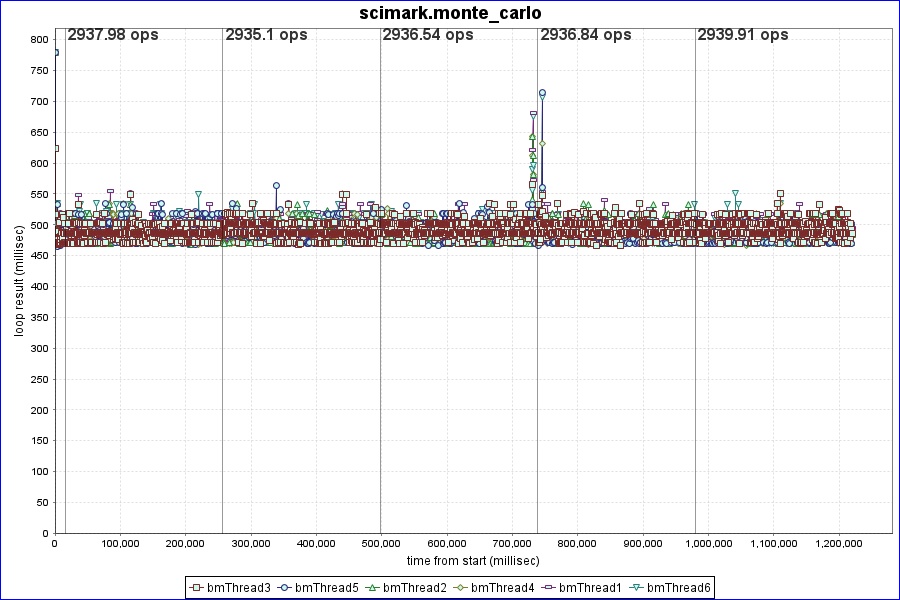 scimark.monte_carlo
2937.98 ops 2935.1 ops 2936.54 ops 2936.84 ops 2939.91 ops
800
750
700
650
600
550
500
450
400
350
300
250
200
150
100
50
0
loop result (millisec)
0 100,000 200,000 300,000 400,000 500,000 600,000 700,000 800,000 900,000 1,000,000 1,100,000 1,200,000
time from start (millisec)
bmThread3 bmThread5 bmThread2 bmThread4 bmThread1 bmThread6